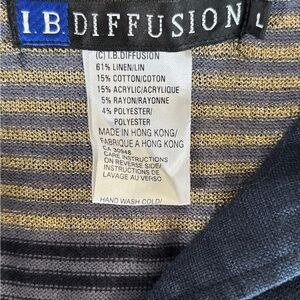 I.B. DIFFUSION L
(C) I.B.DIFFUSION
61% LINEN/LIN
15% COTTON/COTON
15% ACRYLIC/ACRYLIQUE
5% RAYON/RAYONNE
4% POLYESTER/
POLYESTER
MADE IN HONG KONG/
FABRIQUE A HONG KONG
CA 30948
CARE INSTRUCTIONS
ON REVERSE SIDE/
INSTRUCTIONS DE
LAVAGE AU VERSO
HAND WASH COLD/